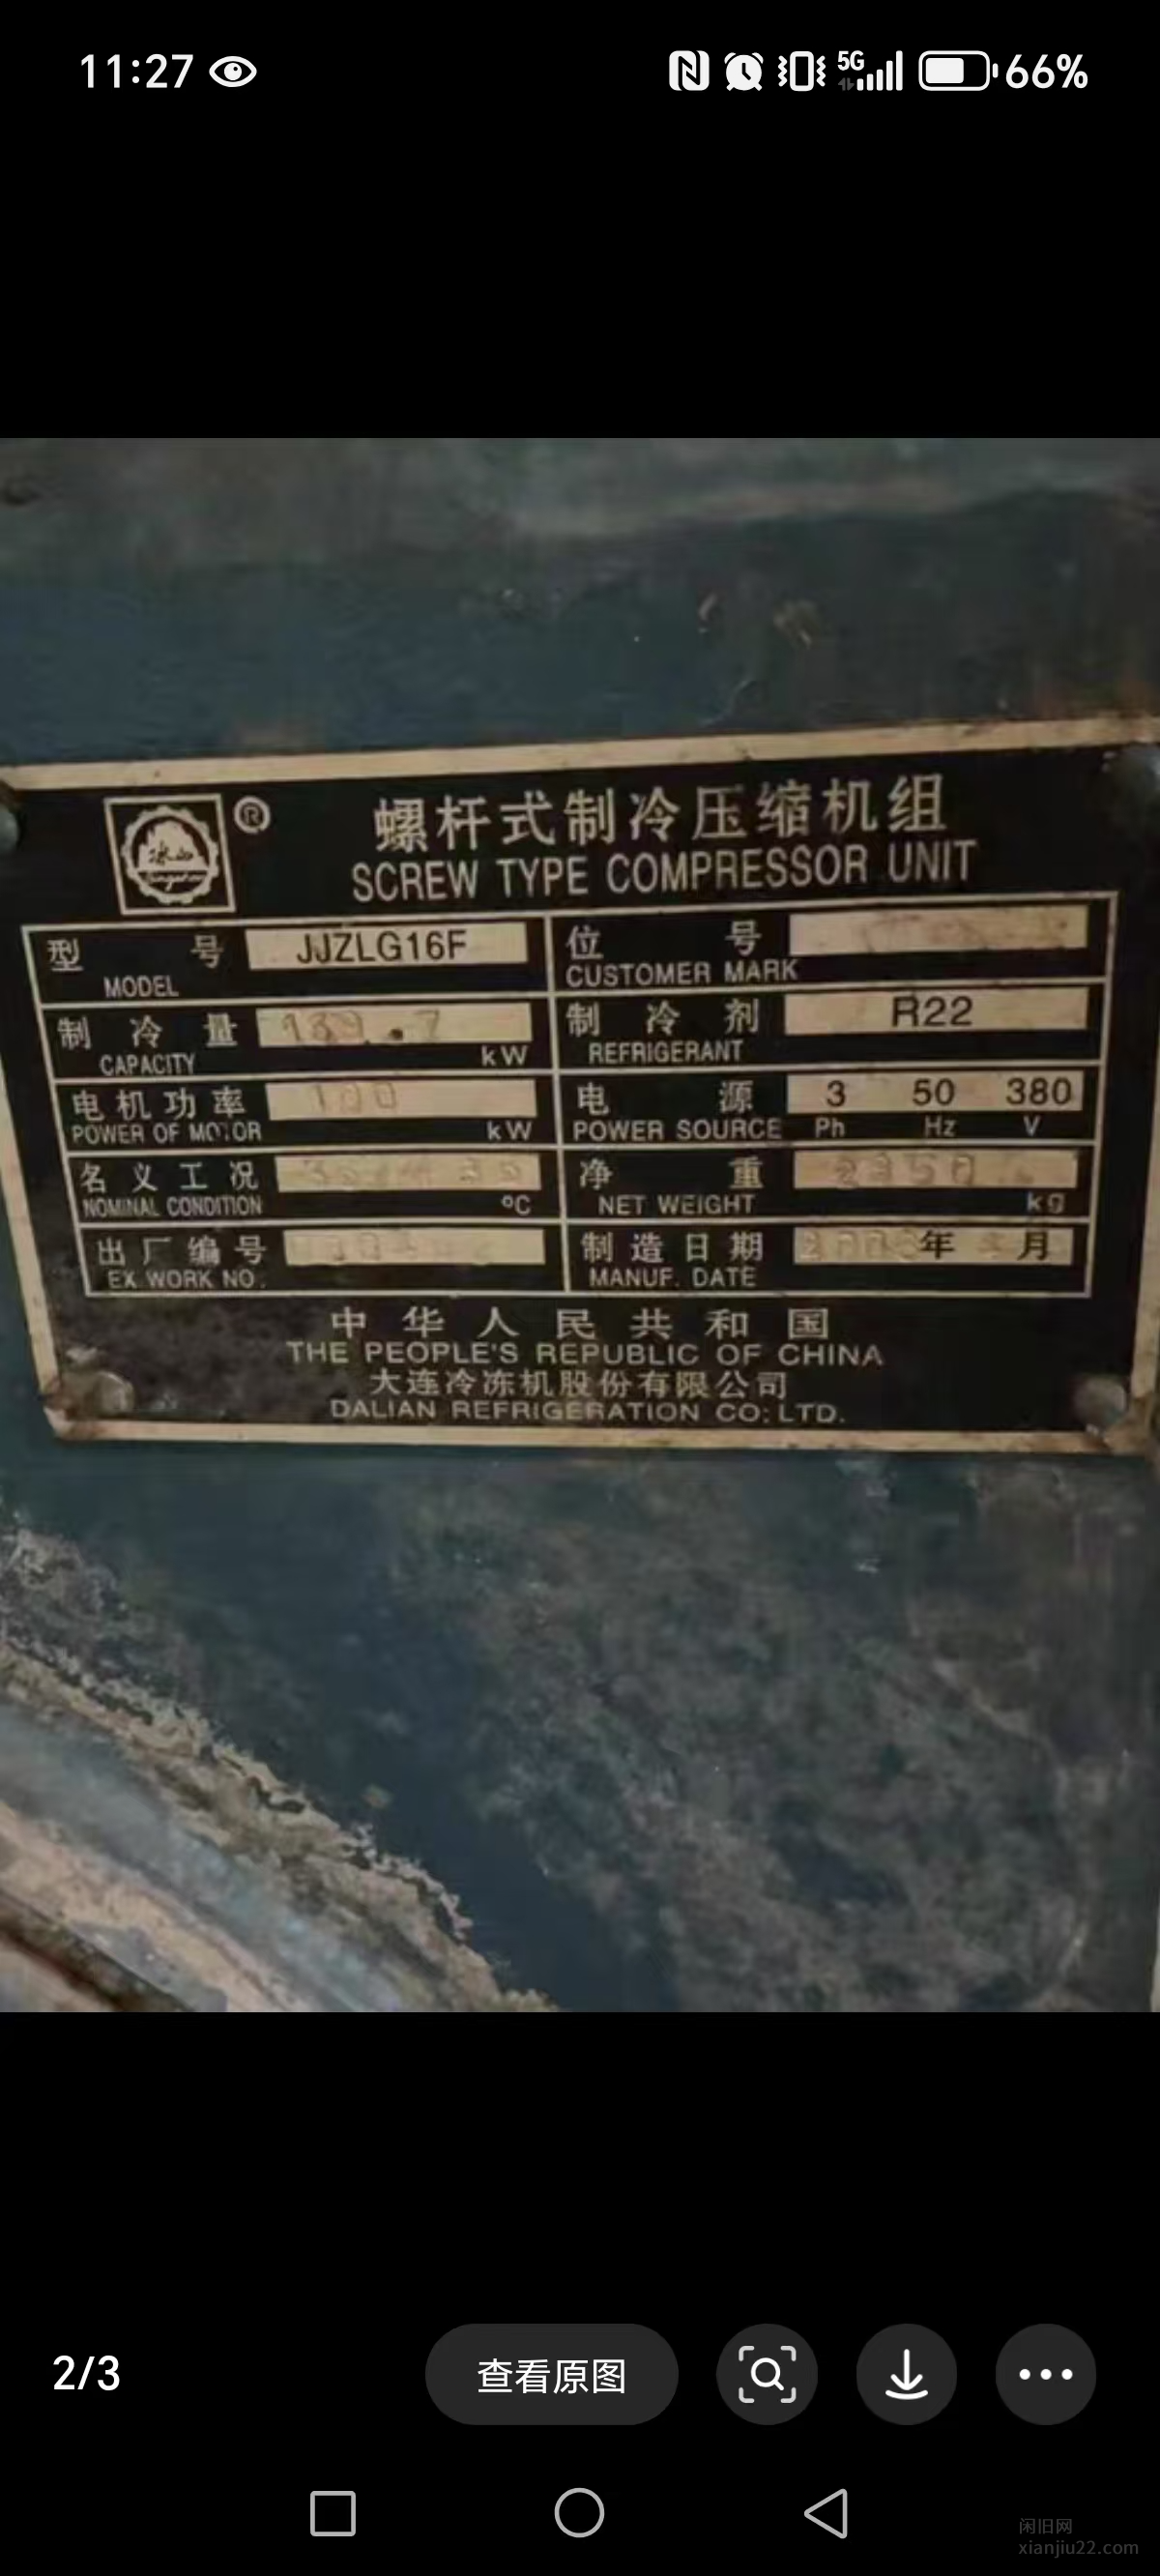 11:27
5G
66%
®
螺杆式制冷压缩机组
SCREW TYPE COMPRESSOR UNIT
型 号 JJZLG16F
MODEL
位 号
CUSTOMER MARK
制 冷 量
CAPACITY kW
制 冷 剂 R22
REFRIGERANT
电 机 功 率
POWER OF MOTOR kW
电 源 3 50 380
POWER SOURCE Ph Hz V
名 义 工 况
NOMINAL CONDITION ℃
净 重
NET WEIGHT kg
出 厂 编 号
EX.WORK NO.
制 造 日 期 年 月
MANUF. DATE
中 华 人 民 共 和 国
THE PEOPLE'S REPUBLIC OF CHINA
大连冷冻机股份有限公司
DALIAN REFRIGERATION CO:LTD.
2/3
查看原图
闲旧网
xianjiu22.com